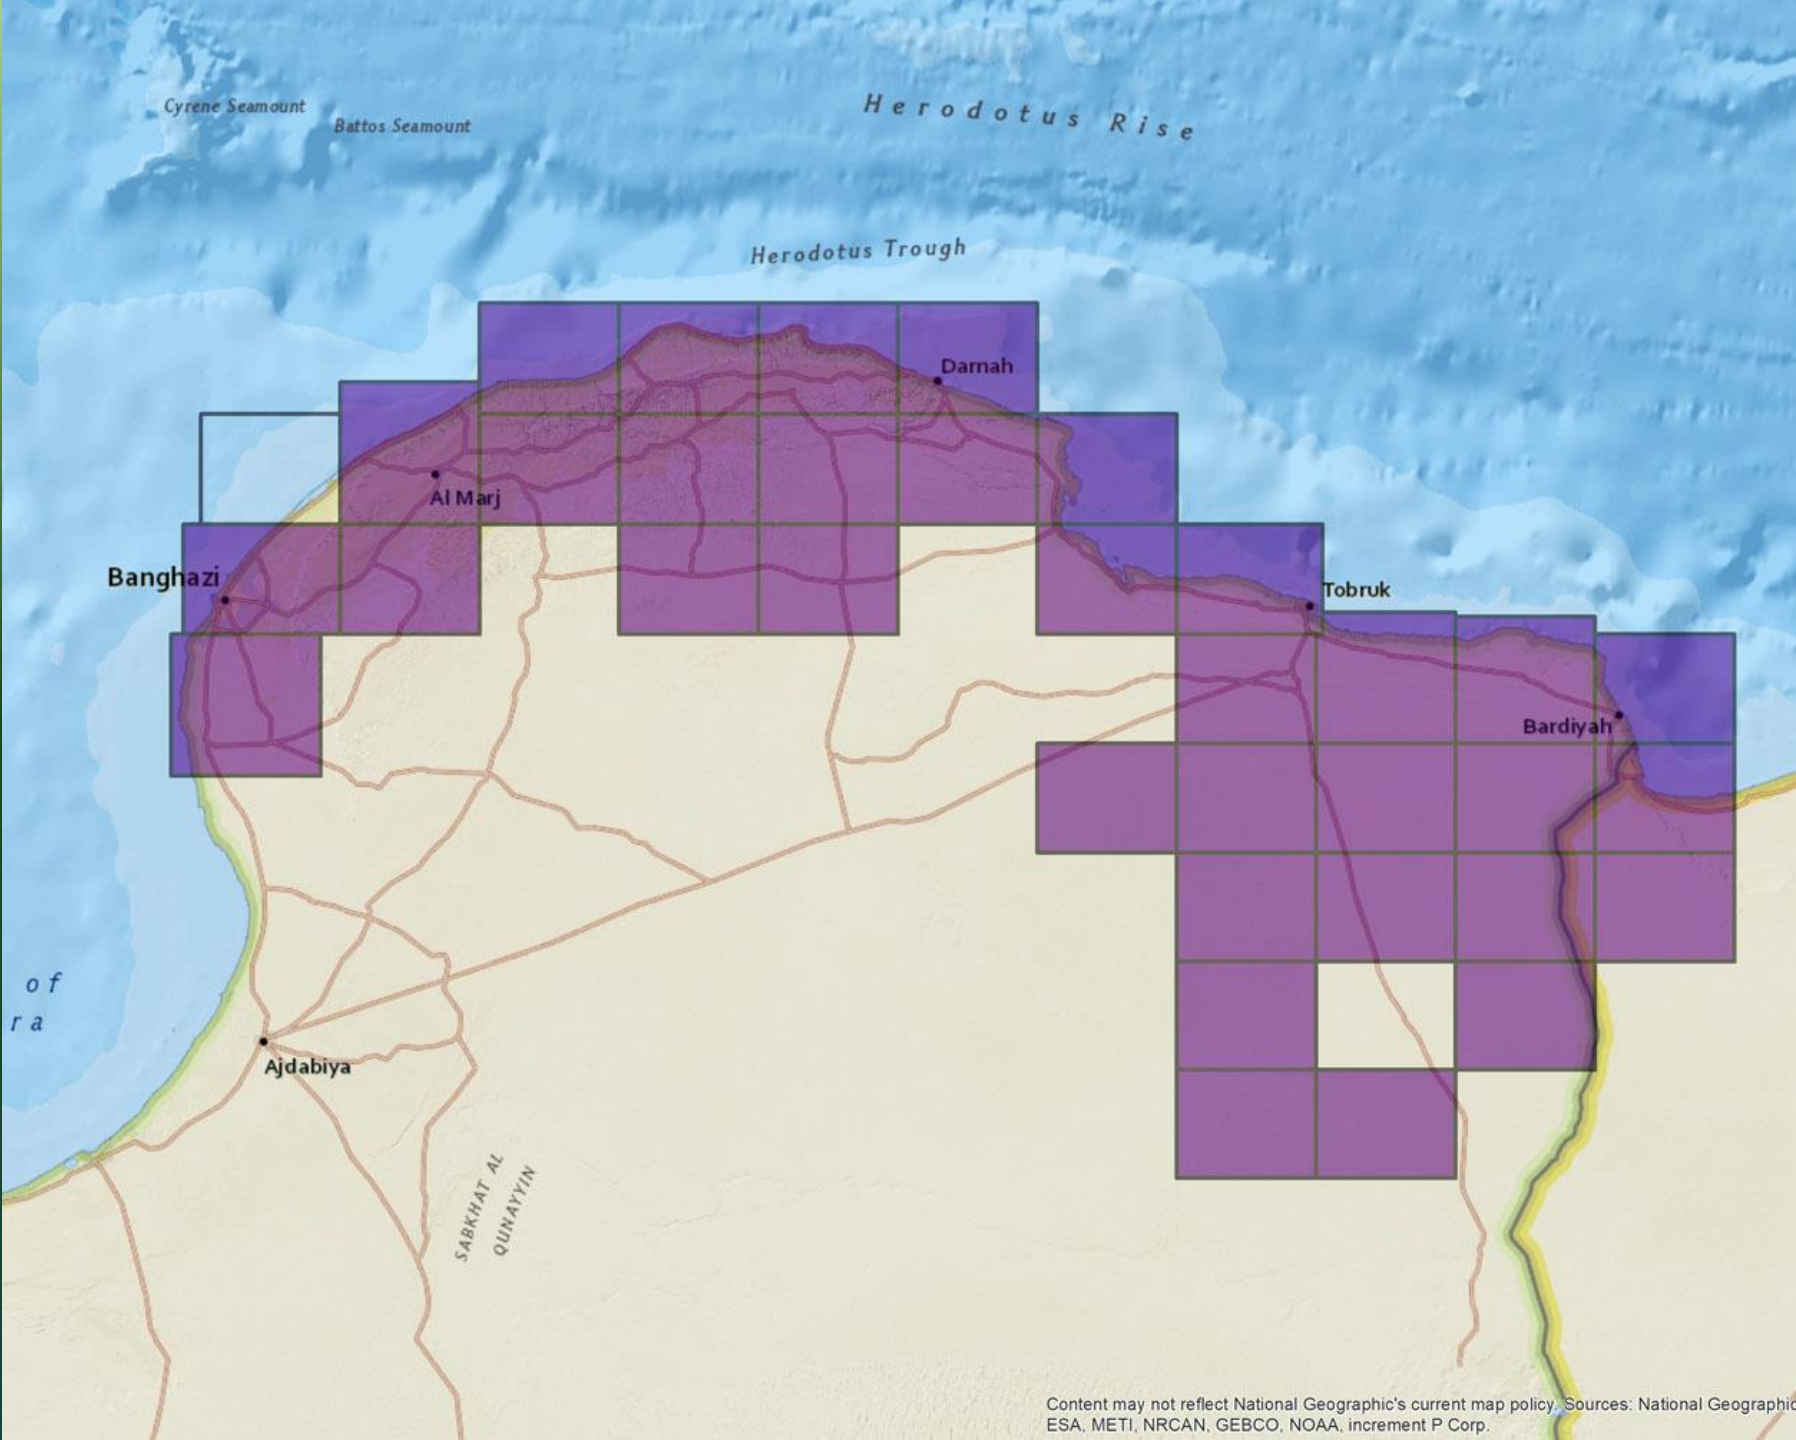 Cyrene Seamount
Battos Seamount
Herodotus Rise
Herodotus Trough
Darnah
Al Marj
Banghazi
Tobruk
Bardiyah
of
ra
Ajdabiya
SABKHAT AL
QUNAYYIN
Content may not reflect National Geographic's current map policy. Sources: National Geographic
ESA, METI, NRCAN, GEBCO, NOAA, increment P Corp.